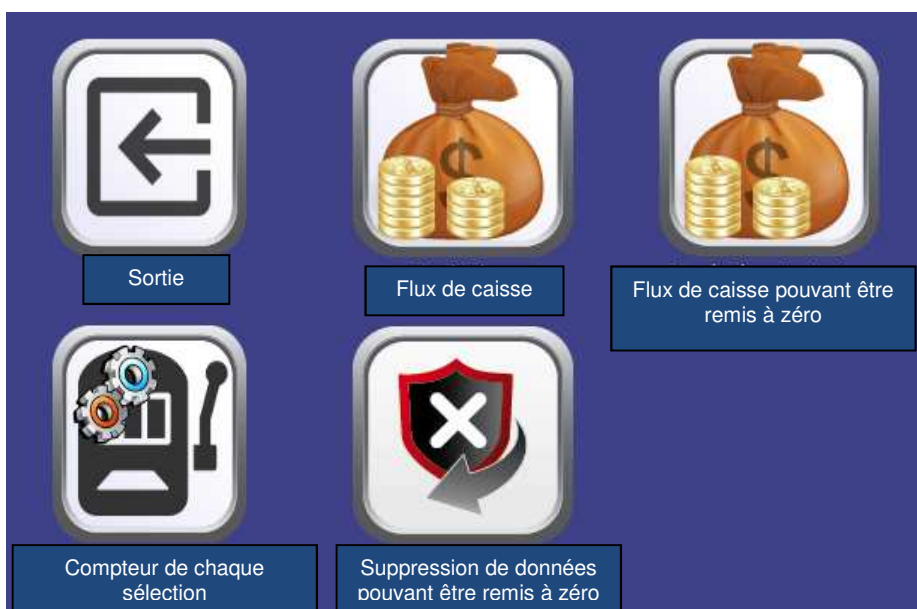 Sortie
Flux de caisse
Flux de caisse pouvant être
remis à zéro
Compteur de chaque
sélection
Suppression de données
pouvant être remis à zéro